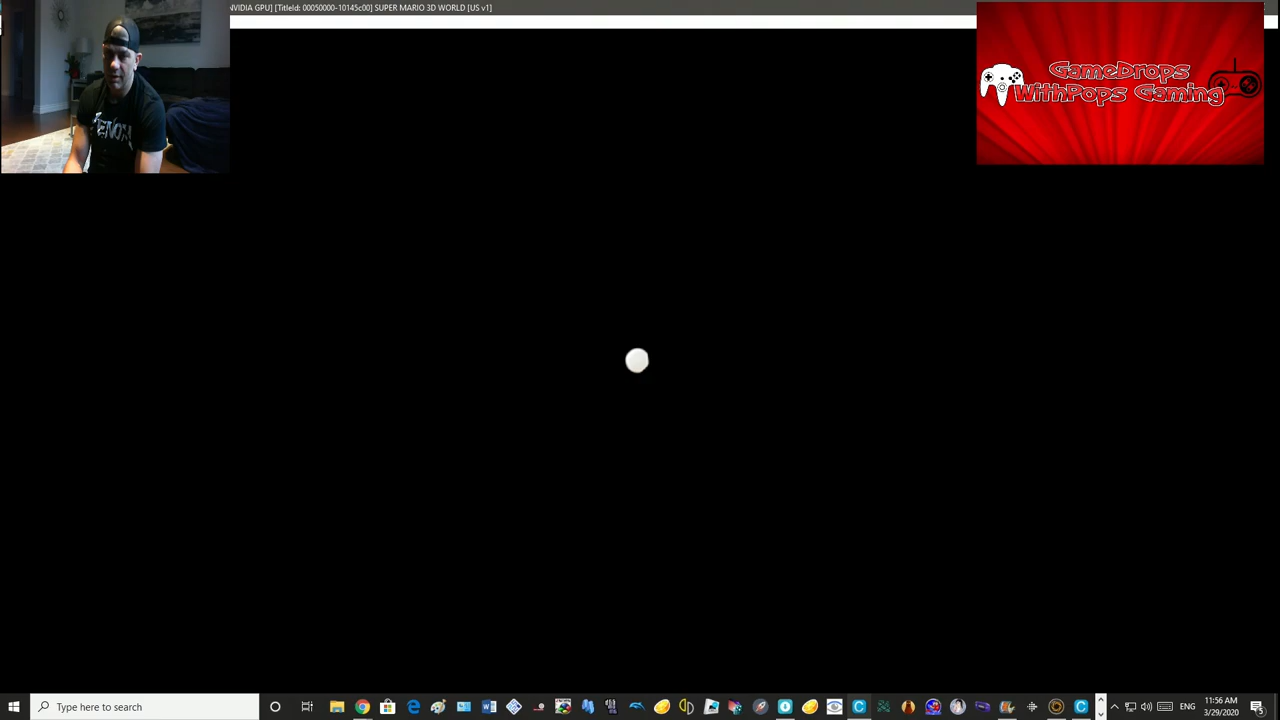 NVIDIA GPU] [TitleId: 00050000-10145c00] SUPER MARIO 3D WORLD [US v1]
GameDrops
WithPops Gaming
VENOM
Type here to search
ENG
11:56 AM
3/29/2020